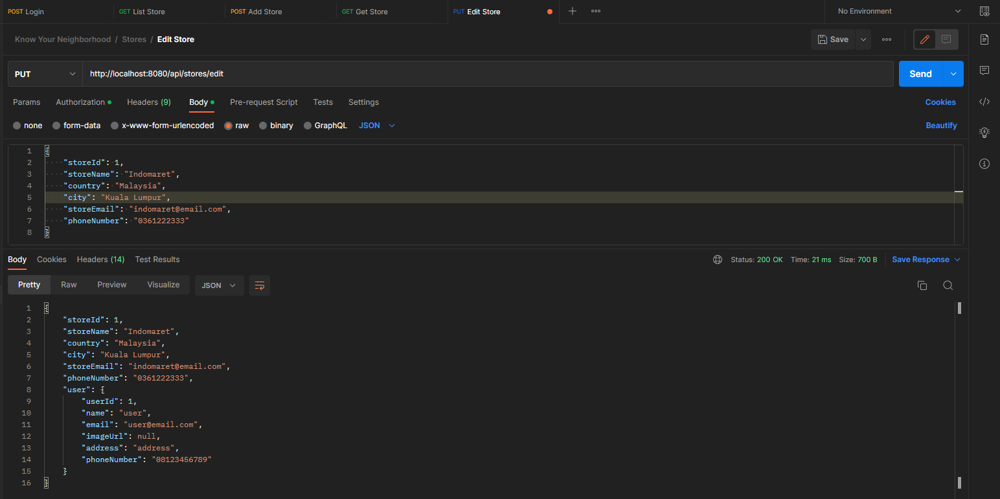 POST Login GET List Store POST Add Store GET Get Store PUT Edit Store No Environment
Know Your Neighborhood / Stores / Edit Store Save
PUT http://localhost:8080/api/stores/edit Send
Params Authorization Headers (9) Body Pre-request Script Tests Settings Cookies
none form-data x-www-form-urlencoded raw binary GraphQL JSON Beautify
1 {
2 "storeId": 1,
3 "storeName": "Indomaret",
4 "country": "Malaysia",
5 "city": "Kuala Lumpur",
6 "storeEmail": "indomaret@email.com",
7 "phoneNumber": "0361222333"
8 }
Body Cookies Headers (14) Test Results Status: 200 OK Time: 21 ms Size: 700 B Save Response
Pretty Raw Preview Visualize JSON
1 {
2 "storeId": 1,
3 "storeName": "Indomaret",
4 "country": "Malaysia",
5 "city": "Kuala Lumpur",
6 "storeEmail": "indomaret@email.com",
7 "phoneNumber": "0361222333",
8 "user": {
9 "userId": 1,
10 "name": "user",
11 "email": "user@email.com",
12 "imageUrl": null,
13 "address": "address",
14 "phoneNumber": "08123456789"
15 }
16 }